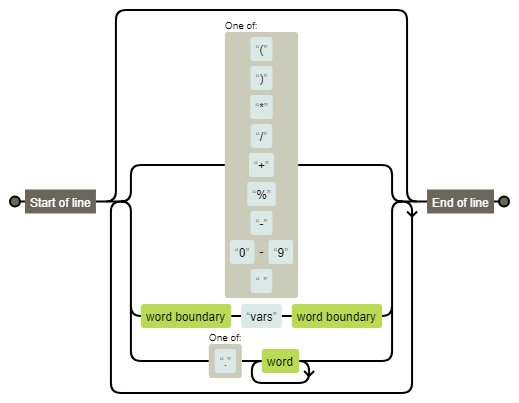 One of:
“(”
“)”
“*”
“/”
Start of line
“+”
End of line
“%”
“-”
“0” - “9”
“ ”
word boundary “vars” word boundary
One of:
“.” word